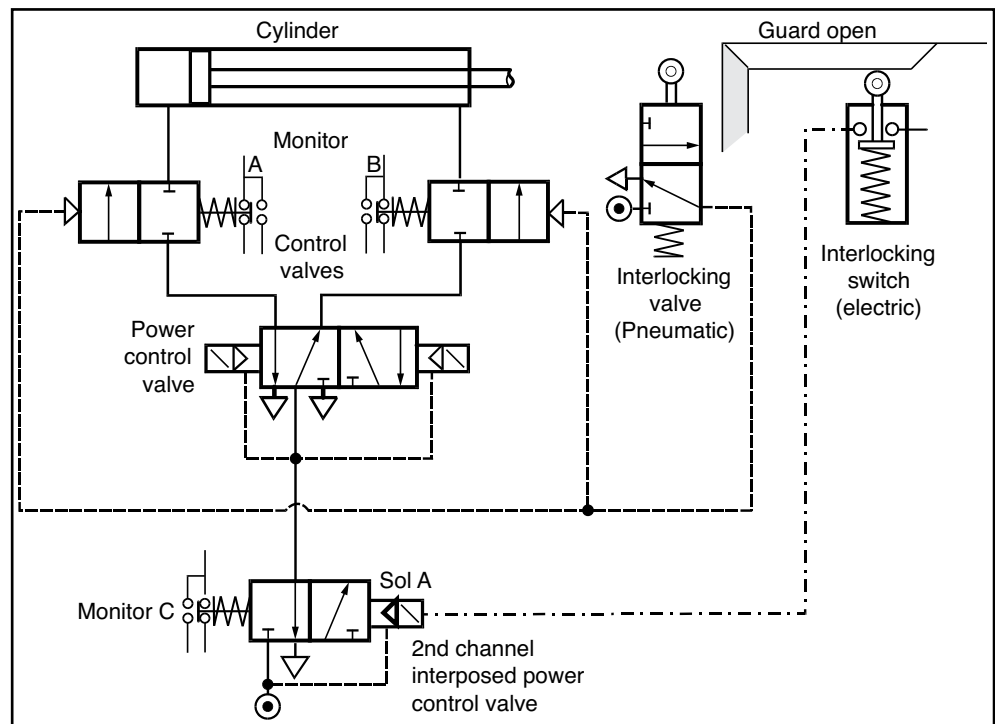 Cylinder
Guard open
Monitor
A
B
Control
valves
Interlocking
valve
(Pneumatic)
Interlocking
switch
(electric)
Power
control
valve
Sol A
Monitor C
2nd channel
interposed power
control valve